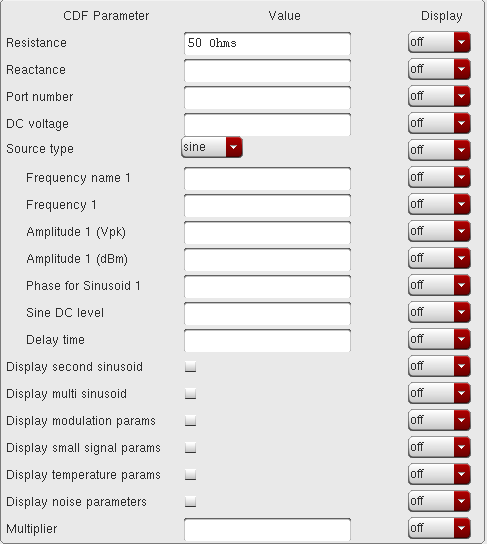 CDF Parameter Value Display
Resistance 50 Ohms off
Reactance off
Port number off
DC voltage off
Source type sine off
Frequency name 1 off
Frequency 1 off
Amplitude 1 (Vpk) off
Amplitude 1 (dBm) off
Phase for Sinusoid 1 off
Sine DC level off
Delay time off
Display second sinusoid off
Display multi sinusoid off
Display modulation params off
Display small signal params off
Display temperature params off
Display noise parameters off
Multiplier off